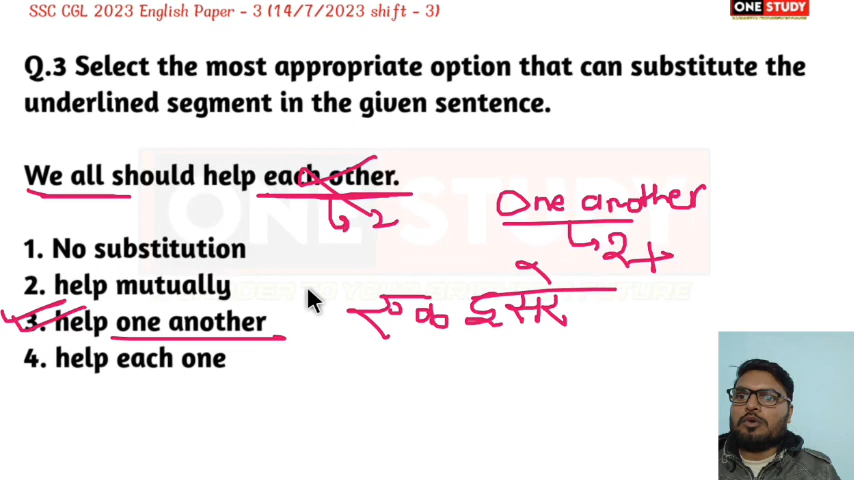 SSC CGL 2023 English Paper - 3 (14/7/2023 shift - 3)
ONE STUDY
Q.3 Select the most appropriate option that can substitute the
underlined segment in the given sentence.
We all should help each other.
2
One another
2+
1. No substitution
2. help mutually
3. help one another
4. help each one